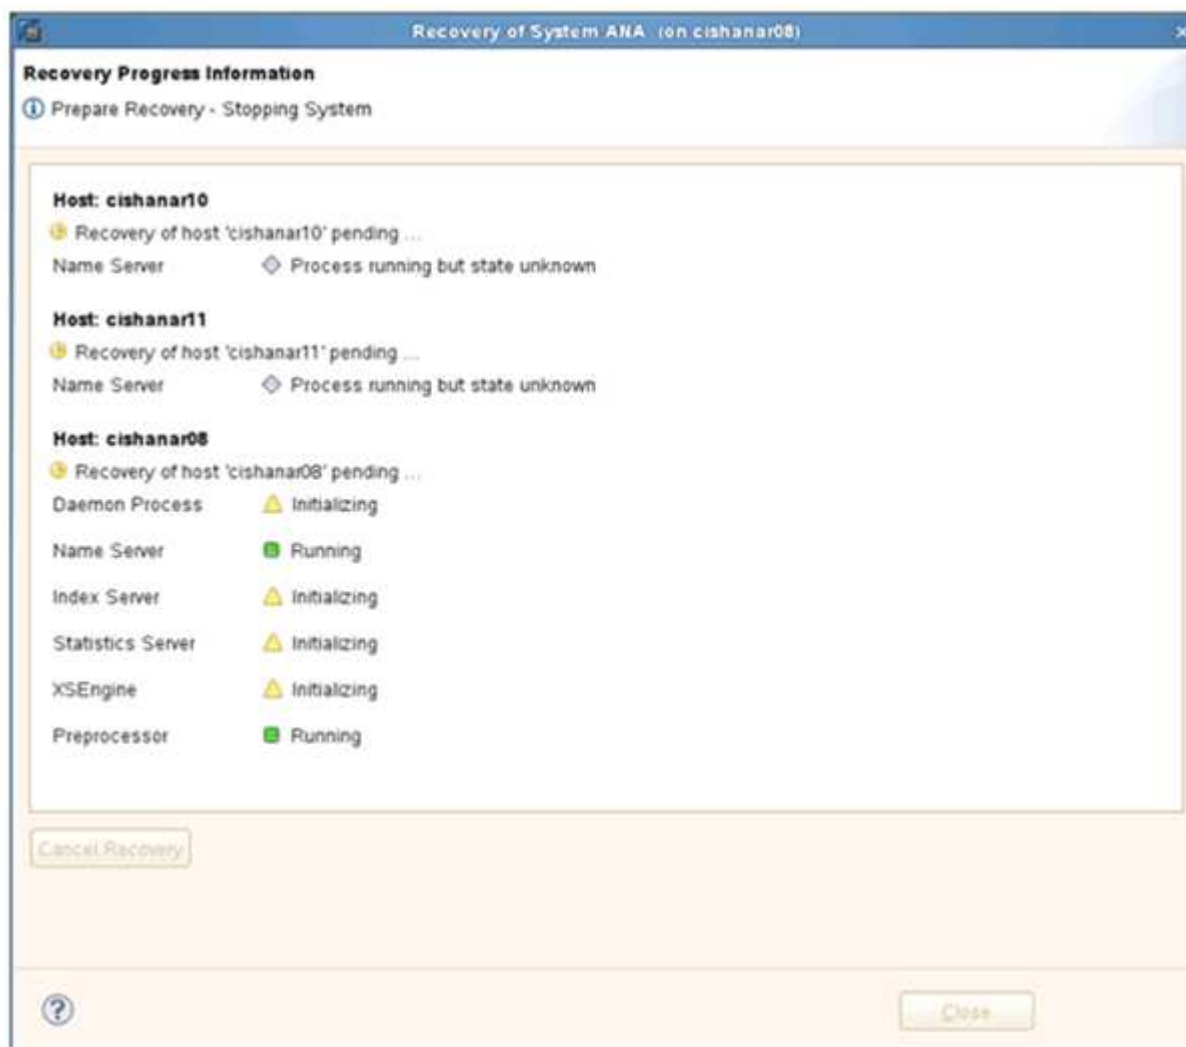 Recovery of System ANA (on cishanar08)
Recovery Progress Information
Prepare Recovery - Stopping System
Host: cishanar10
Recovery of host 'cishanar10' pending ...
Name Server Process running but state unknown
Host: cishanar11
Recovery of host 'cishanar11' pending ...
Name Server Process running but state unknown
Host: cishanar08
Recovery of host 'cishanar08' pending ...
Daemon Process Initializing
Name Server Running
Index Server Initializing
Statistics Server Initializing
XSEngine Initializing
Preprocessor Running
Cancel Recovery
Close